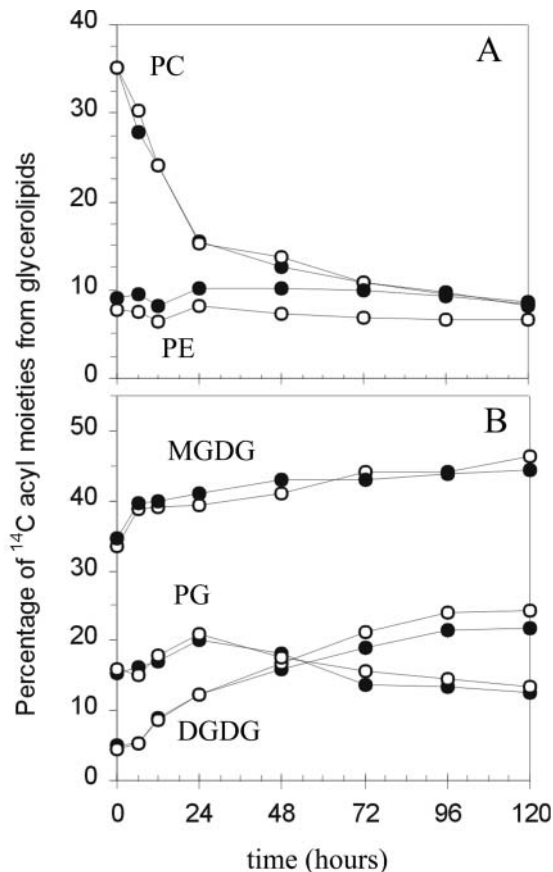 A
40
PC
30
20
10
PE
0
B
50
MGDG
40
30
PG
20
10
DGDG
0
0 24 48 72 96 120
time (hours)
Percentage of ¹⁴C acyl moieties from glycerolipids